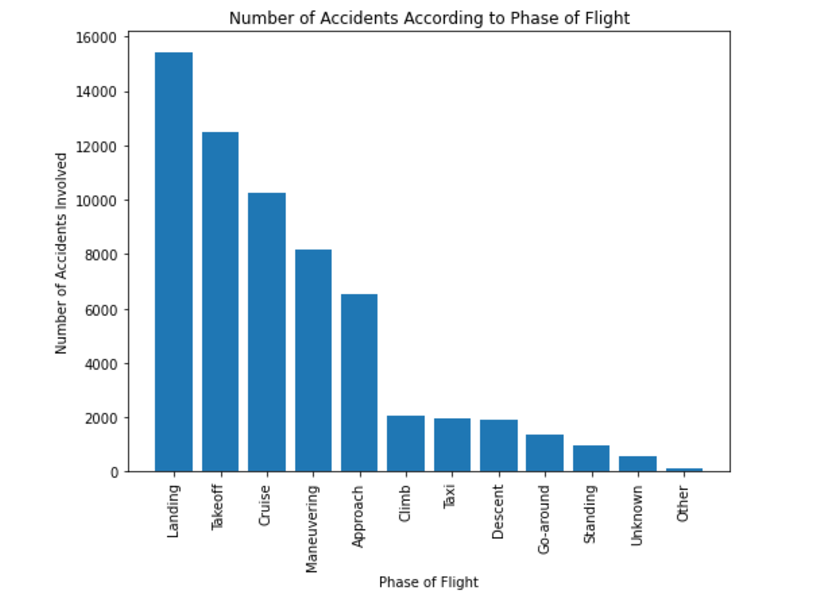 Number of Accidents According to Phase of Flight
Number of Accidents Involved
16000
14000
12000
10000
8000
6000
4000
2000
0
Landing
Takeoff
Cruise
Maneuvering
Approach
Climb
Taxi
Descent
Go-around
Standing
Unknown
Other
Phase of Flight